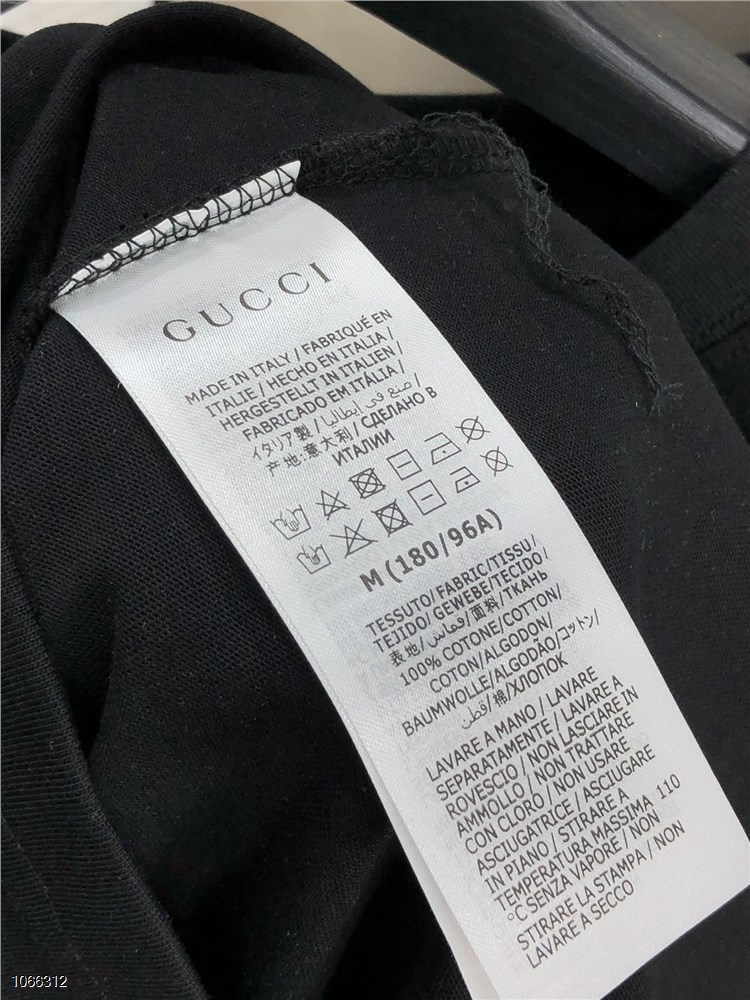 GUCCI
MADE IN ITALY / FABRIQUÉ EN
ITALIE / HECHO EN ITALIA /
HERGESTELLT IN ITALIEN /
FABRICADO EM ITÁLIA /
イタリア製 / صنع في إيطاليا /
产地:意大利 / СДЕЛАНО В
ИТАЛИИ
M (180/96A)
TESSUTO/ FABRIC/TISSU/
TEJIDO/ GEWEBE/TECIDO/
表地/قماش/面料/ТКАНЬ
100% COTONE/COTTON/
COTON/ALGODON/
BAUMWOLLE/ALGODÃO/コットン/
قطن/棉/ХЛОПОК
LAVARE A MANO / LAVARE
SEPARATAMENTE / LAVARE A
ROVESCIO / NON LASCIARE IN
AMMOLLO / NON TRATTARE
CON CLORO / NON USARE
ASCIUGATRICE / ASCIUGARE
IN PIANO / STIRARE A
TEMPERATURA MASSIMA 110
°C SENZA VAPORE / NON
STIRARE LA STAMPA / NON
LAVARE A SECCO
1066312